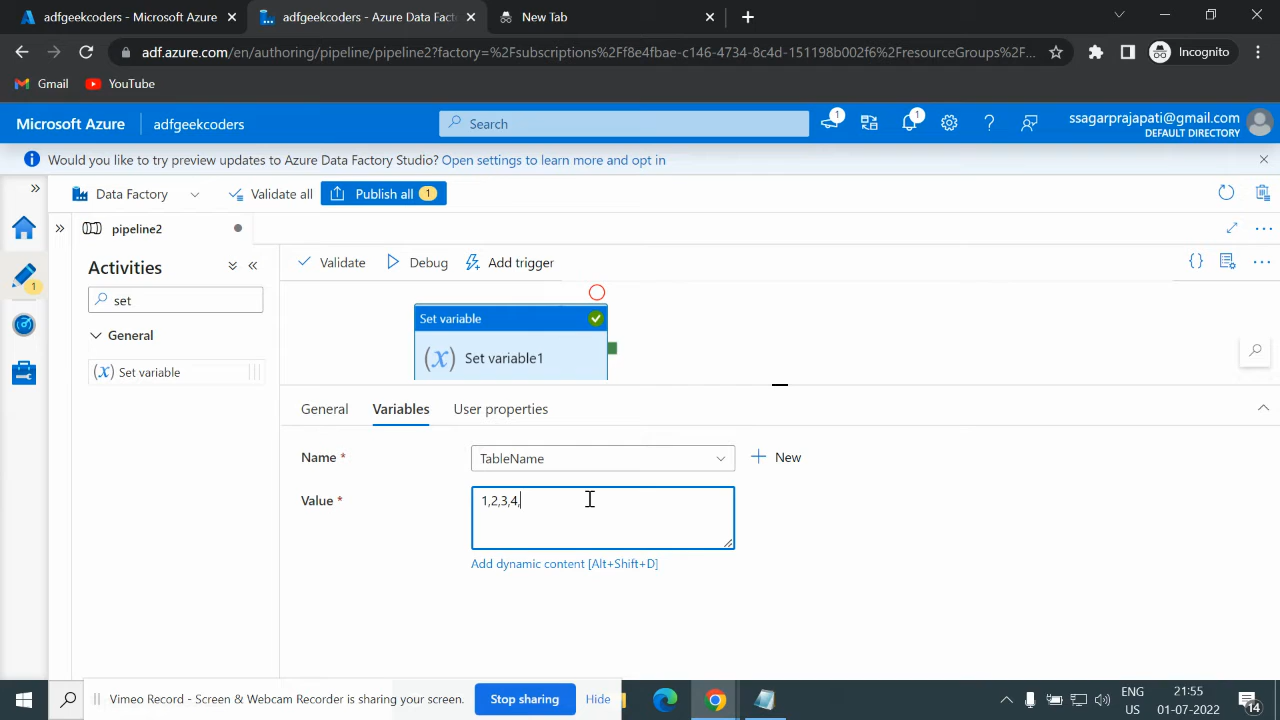 adfgeekcoders - Microsoft Azure
adfgeekcoders - Azure Data Fact
New Tab
adf.azure.com/en/authoring/pipeline/pipeline2?factory=%2Fsubscriptions%2Ff8e4fbae-c146-4734-8c4d-151198b002f6%2FresourceGroups%2F...
Incognito
Gmail
YouTube
Microsoft Azure
adfgeekcoders
Search
1
1
ssagarprajapati@gmail.com
DEFAULT DIRECTORY
Would you like to try preview updates to Azure Data Factory Studio? Open settings to learn more and opt in
Data Factory
Validate all
Publish all
1
pipeline2
Activities
Validate
Debug
Add trigger
1
set
Set variable
(x) Set variable1
General
(x) Set variable
General
Variables
User properties
Name *
TableName
New
Value *
1,2,3,4,
Add dynamic content [Alt+Shift+D]
Vimeo Record - Screen & Webcam Recorder is sharing your screen.
Stop sharing
Hide
ENG
US
21:55
01-07-2022
14